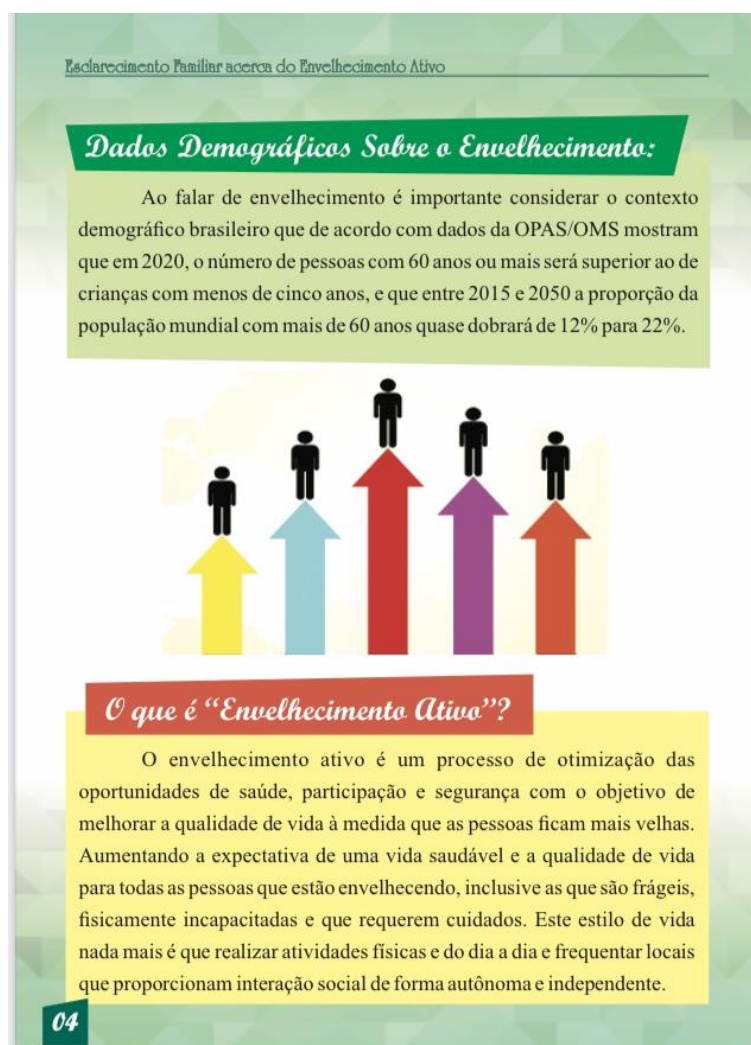 Esclarecimento Familiar acerca do Envelhecimento Ativo
Dados Demográficos Sobre o Envelhecimento:
Ao falar de envelhecimento é importante considerar o contexto
demográfico brasileiro que de acordo com dados da OPAS/OMS mostram
que em 2020, o número de pessoas com 60 anos ou mais será superior ao de
crianças com menos de cinco anos, e que entre 2015 e 2050 a proporção da
população mundial com mais de 60 anos quase dobrará de 12% para 22%.
O que é “Envelhecimento Ativo”?
O envelhecimento ativo é um processo de otimização das
oportunidades de saúde, participação e segurança com o objetivo de
melhorar a qualidade de vida à medida que as pessoas ficam mais velhas.
Aumentando a expectativa de uma vida saudável e a qualidade de vida
para todas as pessoas que estão envelhecendo, inclusive as que são frágeis,
fisicamente incapacitadas e que requerem cuidados. Este estilo de vida
nada mais é que realizar atividades físicas e do dia a dia e frequentar locais
que proporcionam interação social de forma autônoma e independente.
04